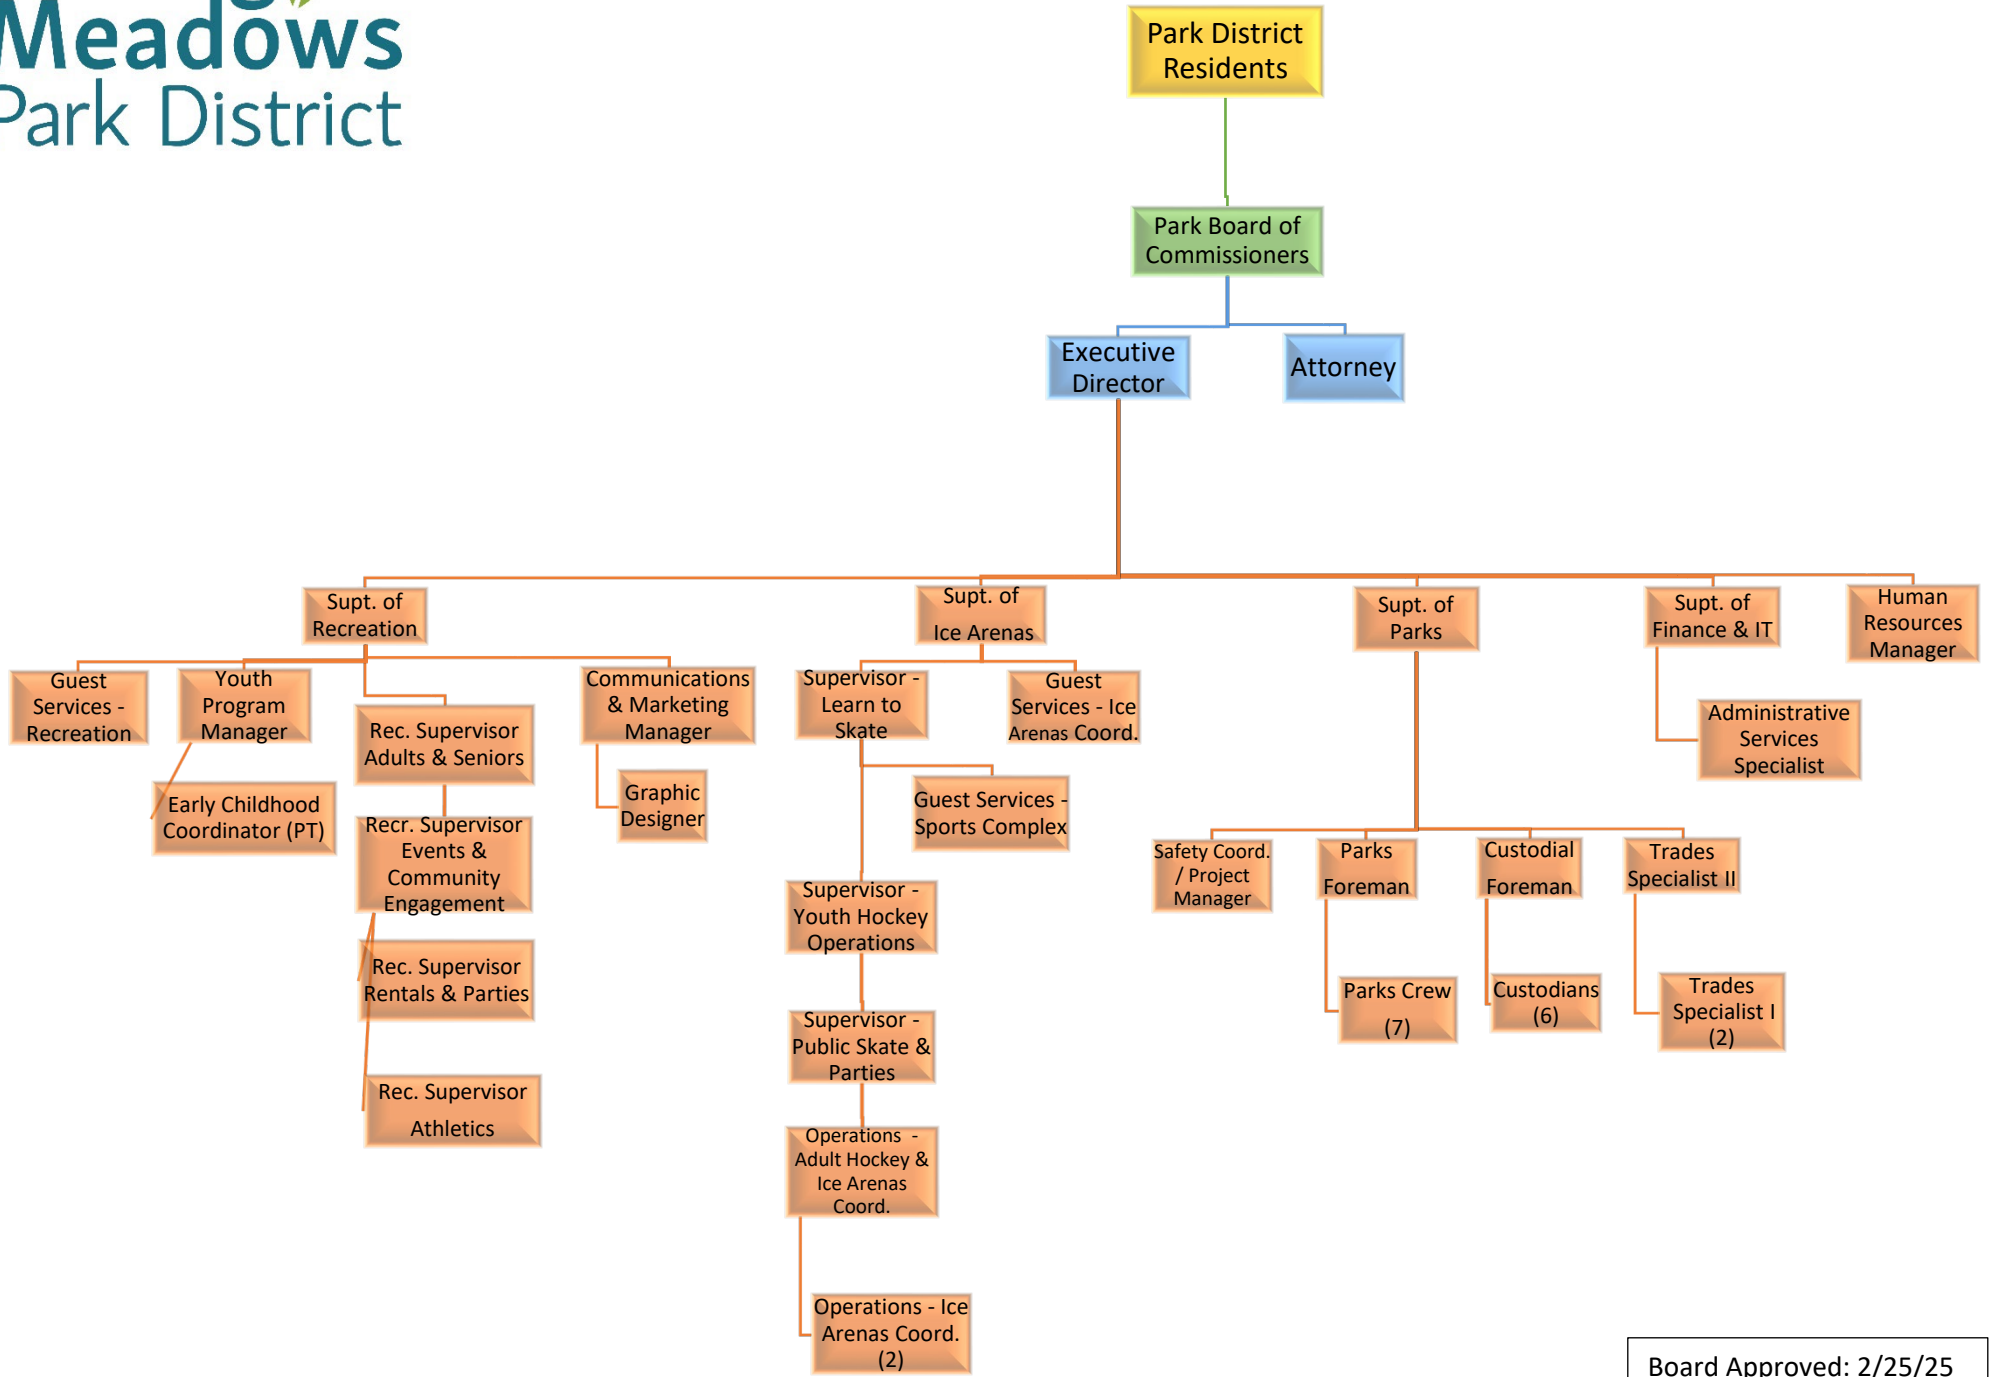 Meadows
Park District
Park District
Residents
Park Board of
Commissioners
Executive
Director
Attorney
Supt. of
Recreation
Supt. of
Ice Arenas
Supt. of
Parks
Supt. of
Finance & IT
Human
Resources
Manager
Guest
Services -
Recreation
Youth
Program
Manager
Rec. Supervisor
Adults & Seniors
Communications
& Marketing
Manager
Supervisor -
Learn to
Skate
Guest
Services - Ice
Arenas Coord.
Administrative
Services
Specialist
Early Childhood
Coordinator (PT)
Graphic
Designer
Guest Services -
Sports Complex
Recr. Supervisor
Events &
Community
Engagement
Safety Coord.
/ Project
Manager
Parks
Foreman
Custodial
Foreman
Trades
Specialist II
Supervisor -
Youth Hockey
Operations
Rec. Supervisor
Rentals & Parties
Parks Crew
(7)
Custodians
(6)
Trades
Specialist I
(2)
Supervisor -
Public Skate &
Parties
Rec. Supervisor
Athletics
Operations  -
Adult Hockey &
Ice Arenas
Coord.
Operations - Ice
Arenas Coord.
(2)
Board Approved: 2/25/25